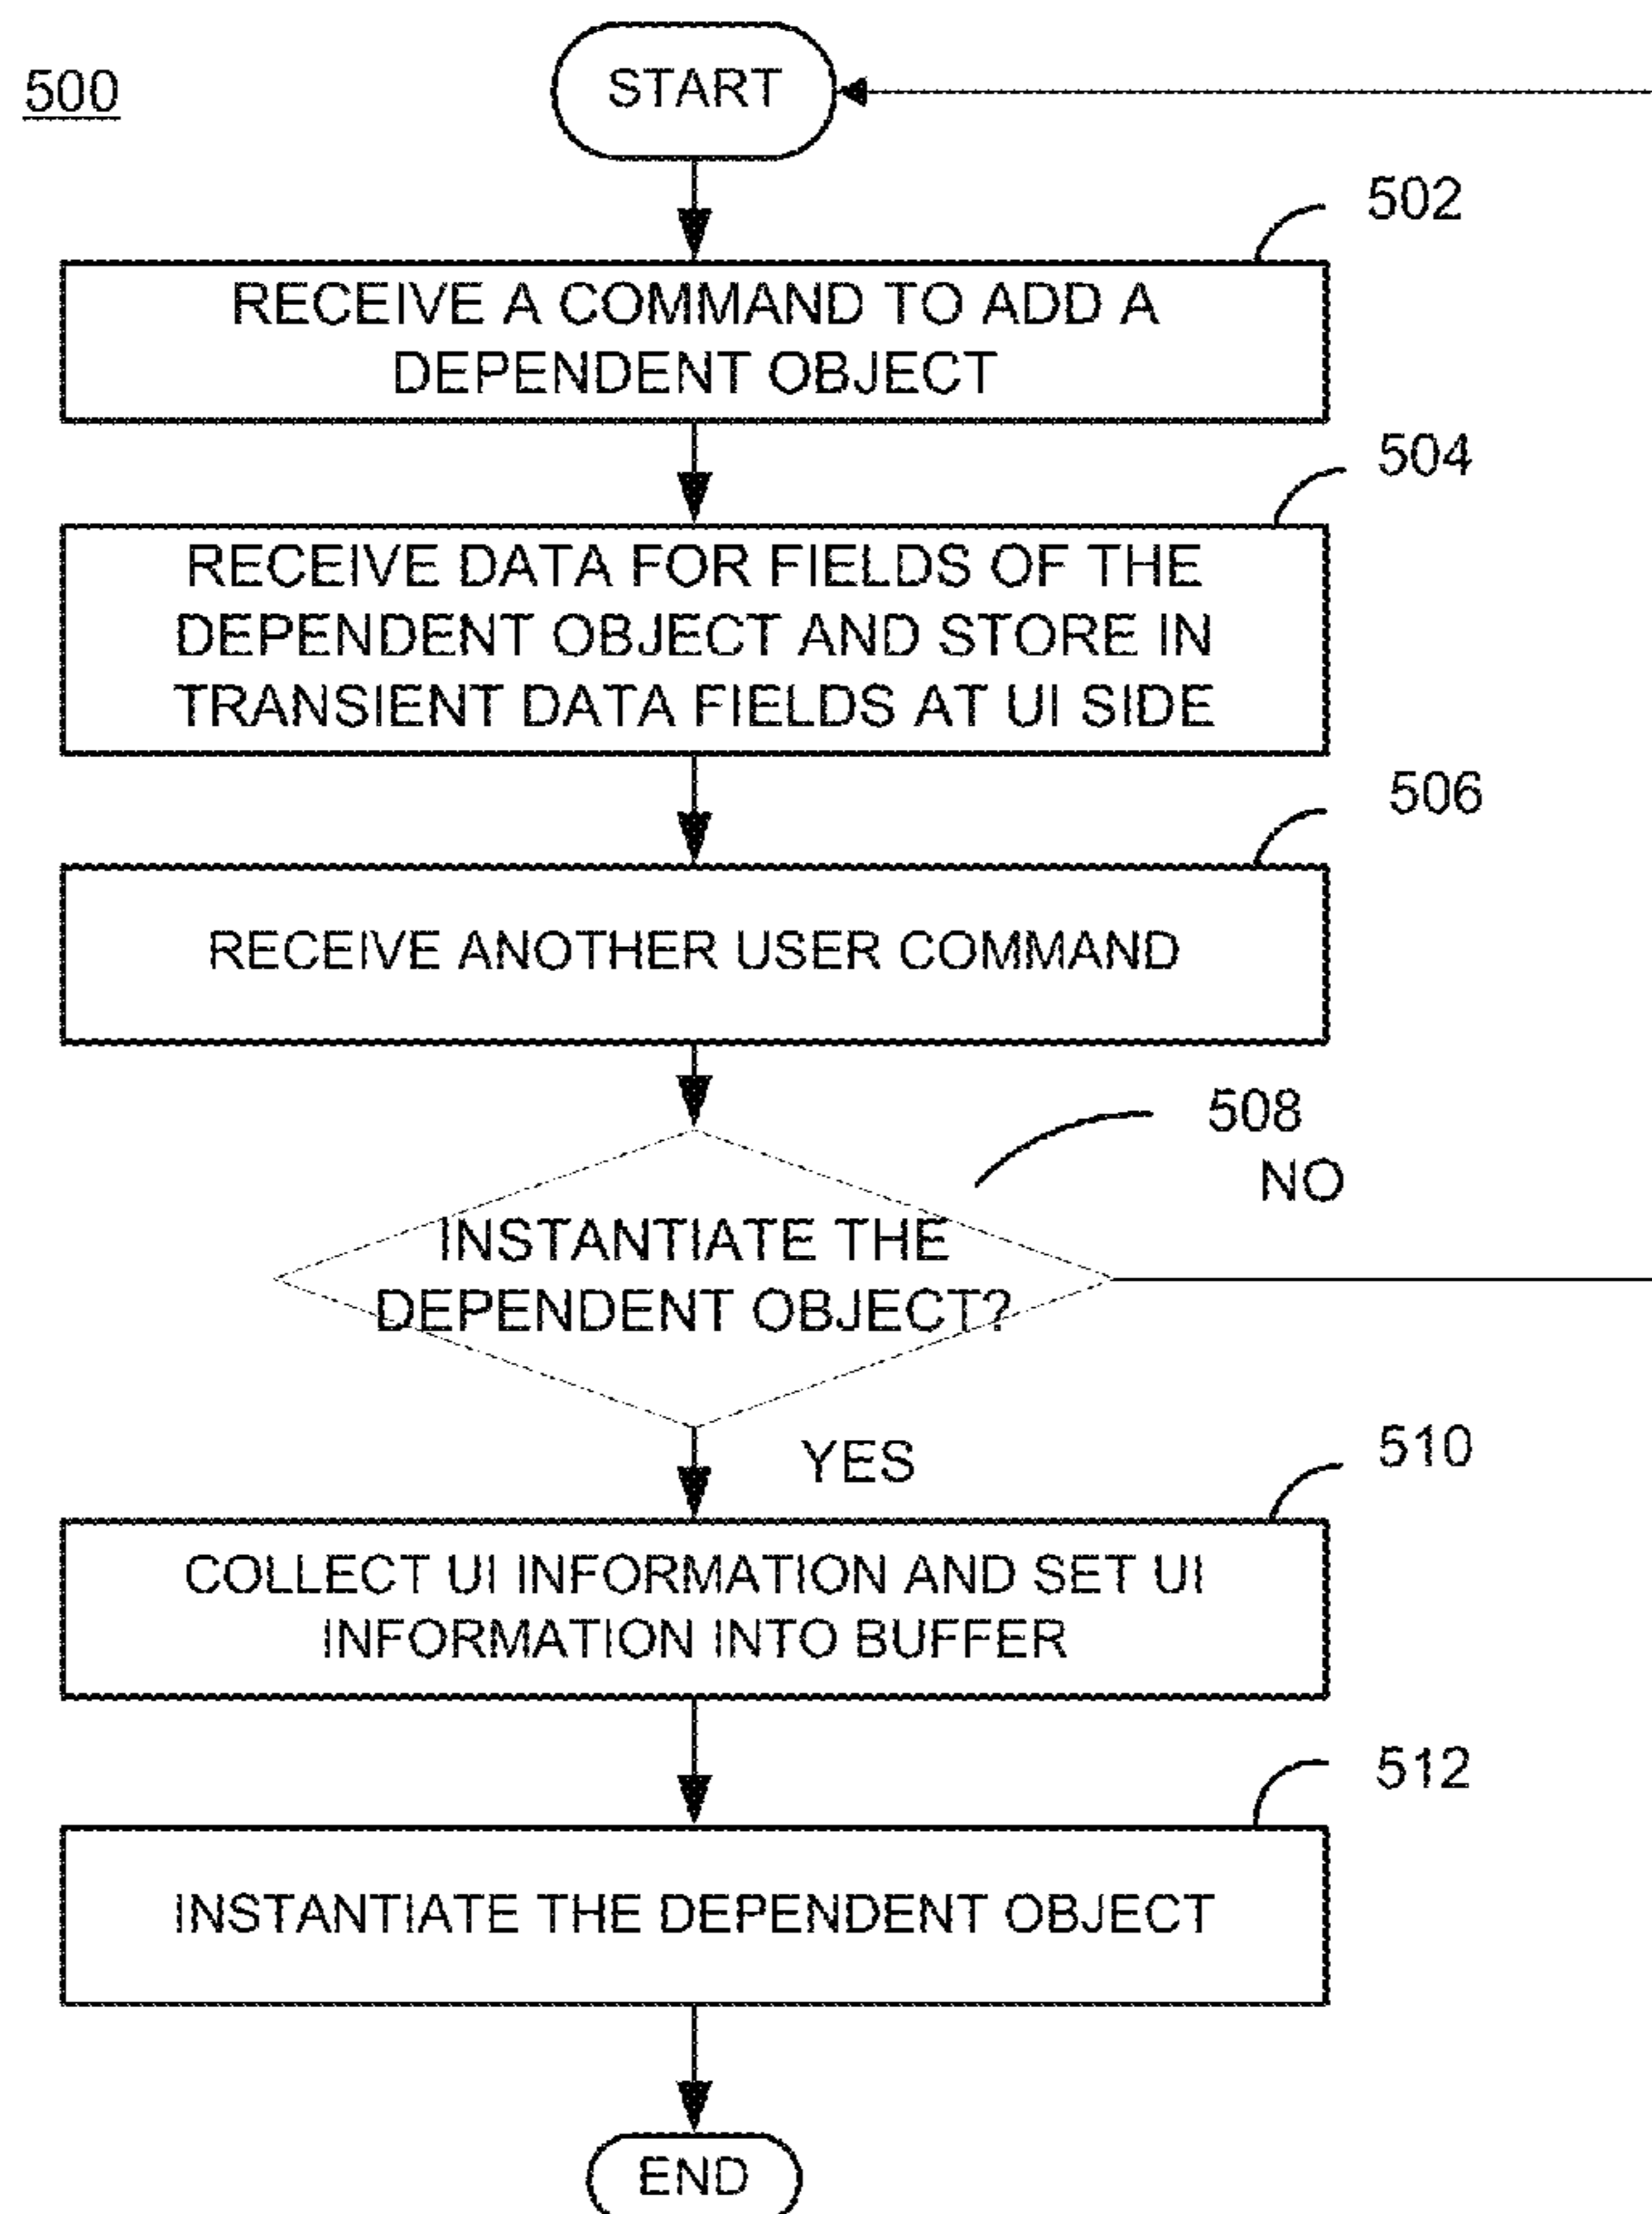 500
START
502
RECEIVE A COMMAND TO ADD A
DEPENDENT OBJECT
504
RECEIVE DATA FOR FIELDS OF THE
DEPENDENT OBJECT AND STORE IN
TRANSIENT DATA FIELDS AT UI SIDE
506
RECEIVE ANOTHER USER COMMAND
508
NO
INSTANTIATE THE
DEPENDENT OBJECT?
YES
510
COLLECT UI INFORMATION AND SET UI
INFORMATION INTO BUFFER
512
INSTANTIATE THE DEPENDENT OBJECT
END